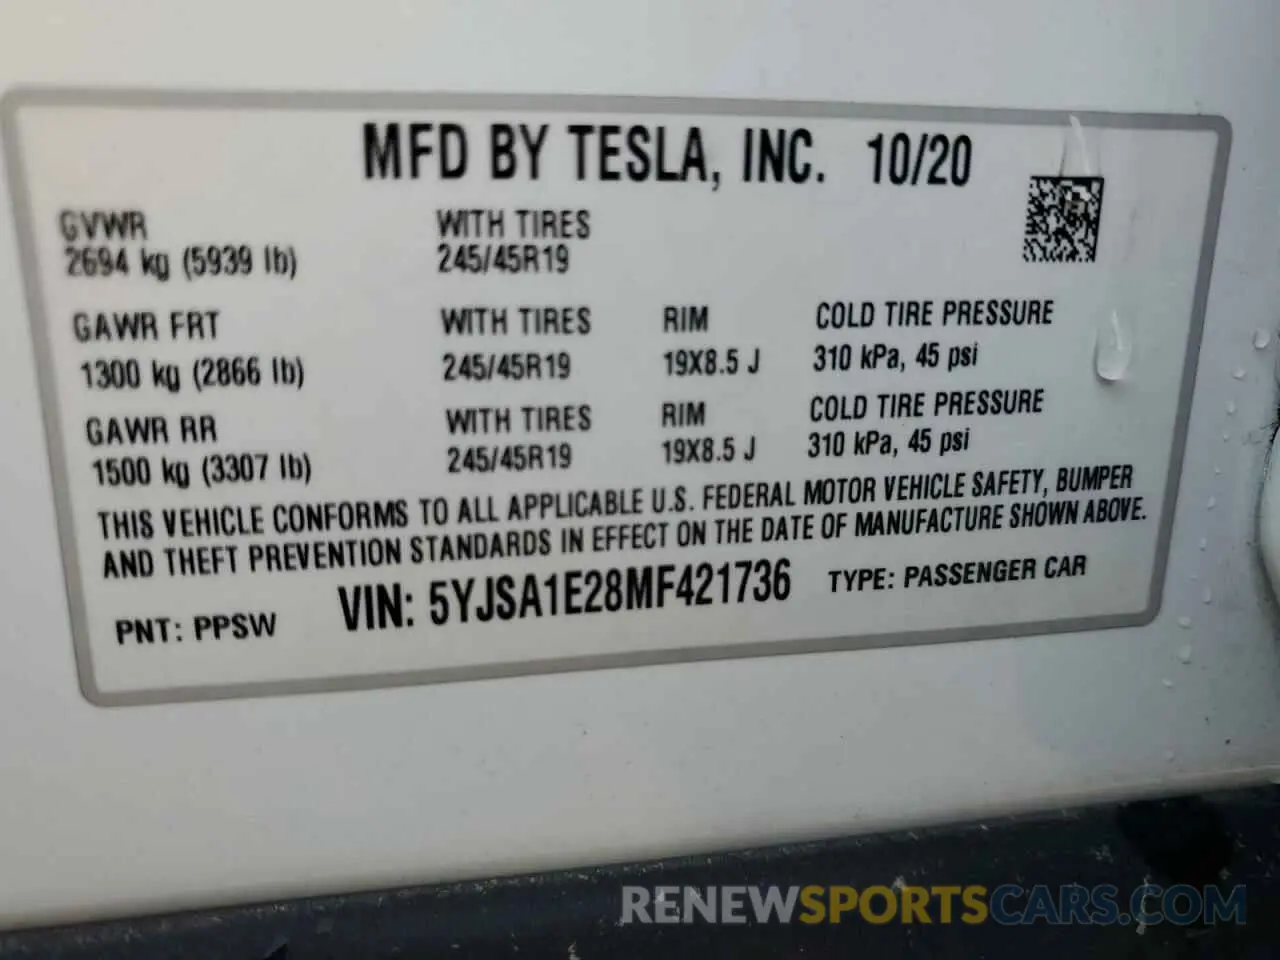 MFD BY TESLA, INC. 10/20
GVWR WITH TIRES
2694 kg (5939 lb) 245/45R19
GAWR FRT WITH TIRES RIM COLD TIRE PRESSURE
1300 kg (2866 lb) 245/45R19 19X8.5 J 310 kPa, 45 psi
GAWR RR WITH TIRES RIM COLD TIRE PRESSURE
1500 kg (3307 lb) 245/45R19 19X8.5 J 310 kPa, 45 psi
THIS VEHICLE CONFORMS TO ALL APPLICABLE U.S. FEDERAL MOTOR VEHICLE SAFETY, BUMPER
AND THEFT PREVENTION STANDARDS IN EFFECT ON THE DATE OF MANUFACTURE SHOWN ABOVE.
PNT: PPSW VIN: 5YJSA1E28MF421736 TYPE: PASSENGER CAR
RENEWSPORTSCARS.COM